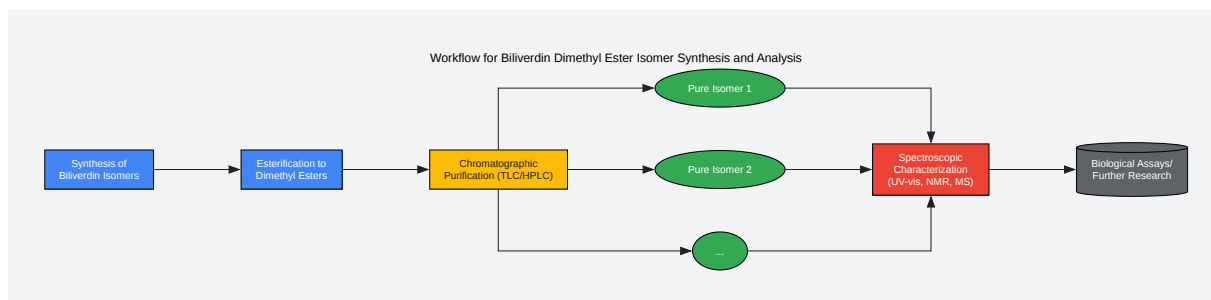 Workflow for Biliverdin Dimethyl Ester Isomer Synthesis and Analysis
Synthesis of
Biliverdin Isomers
Esterification to
Dimethyl Esters
Chromatographic
Purification (TLC/HPLC)
Pure Isomer 1
Pure Isomer 2
...
Spectroscopic
Characterization
(UV-vis, NMR, MS)
Biological Assays/
Further Research